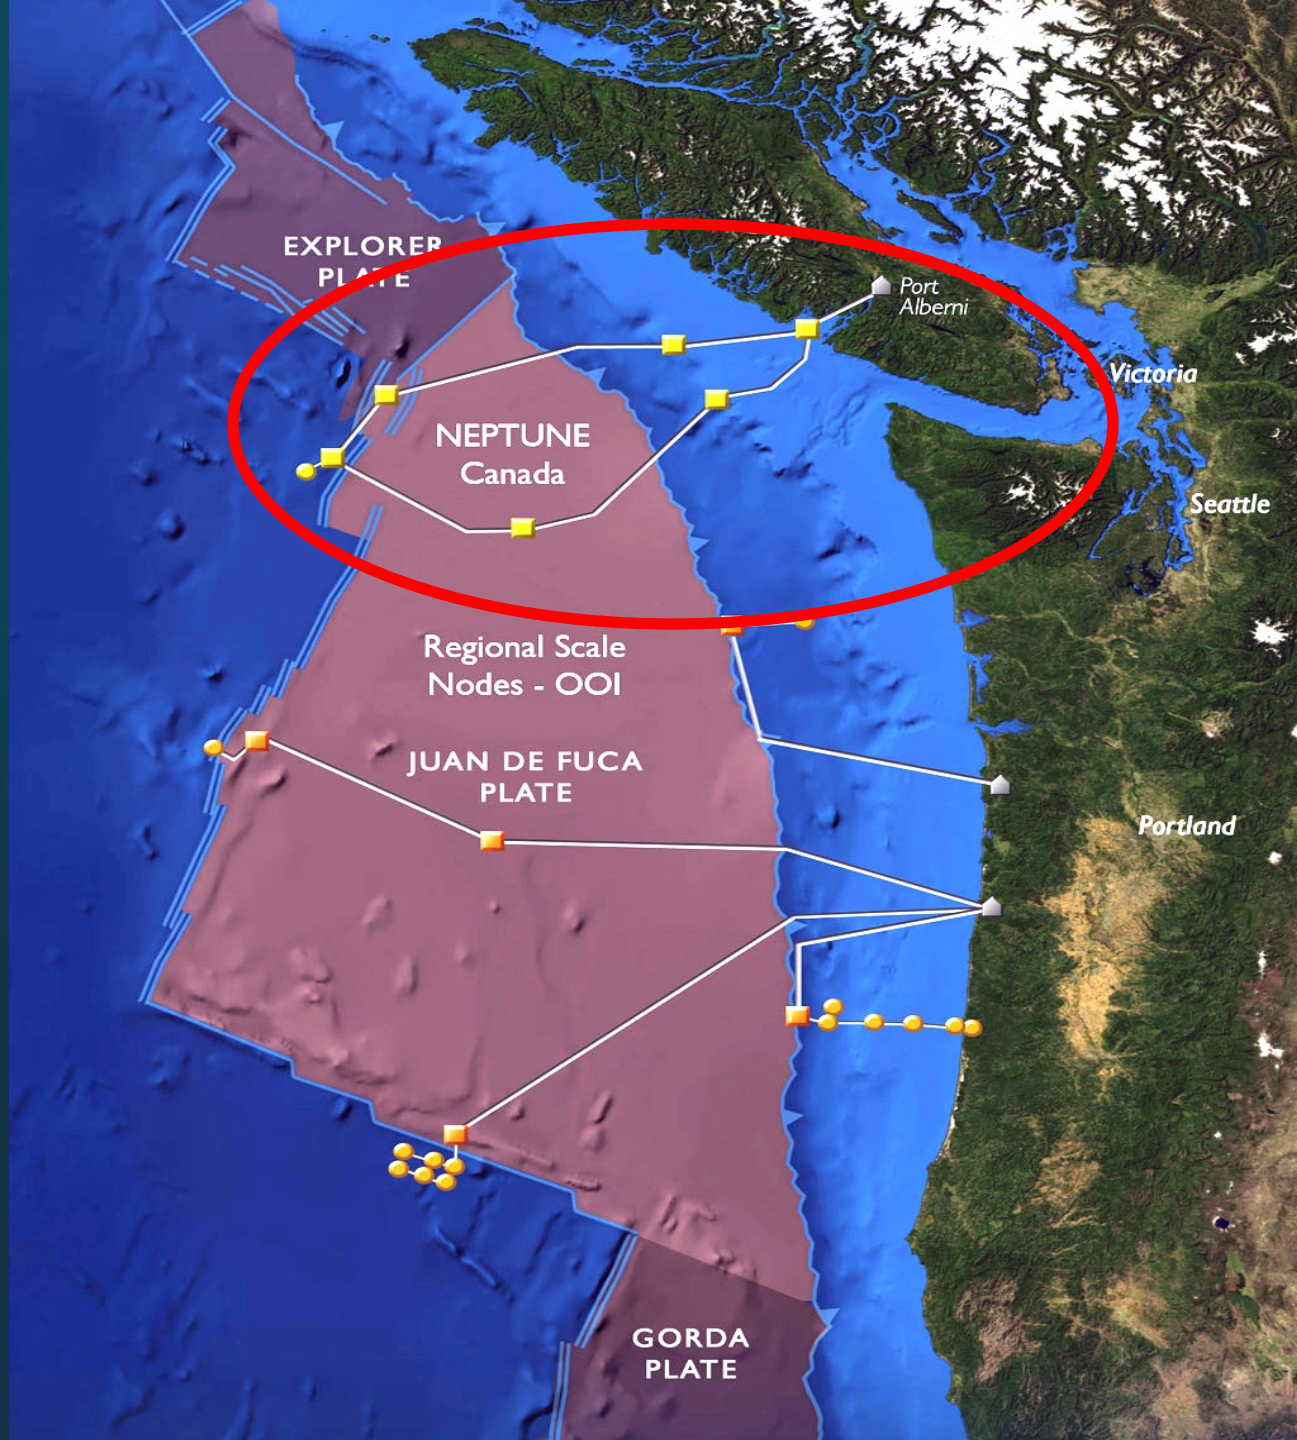 EXPLORER
PLATE
Port
Alberni
Victoria
NEPTUNE
Canada
Seattle
Regional Scale
Nodes - OOI
JUAN DE FUCA
PLATE
Portland
GORDA
PLATE